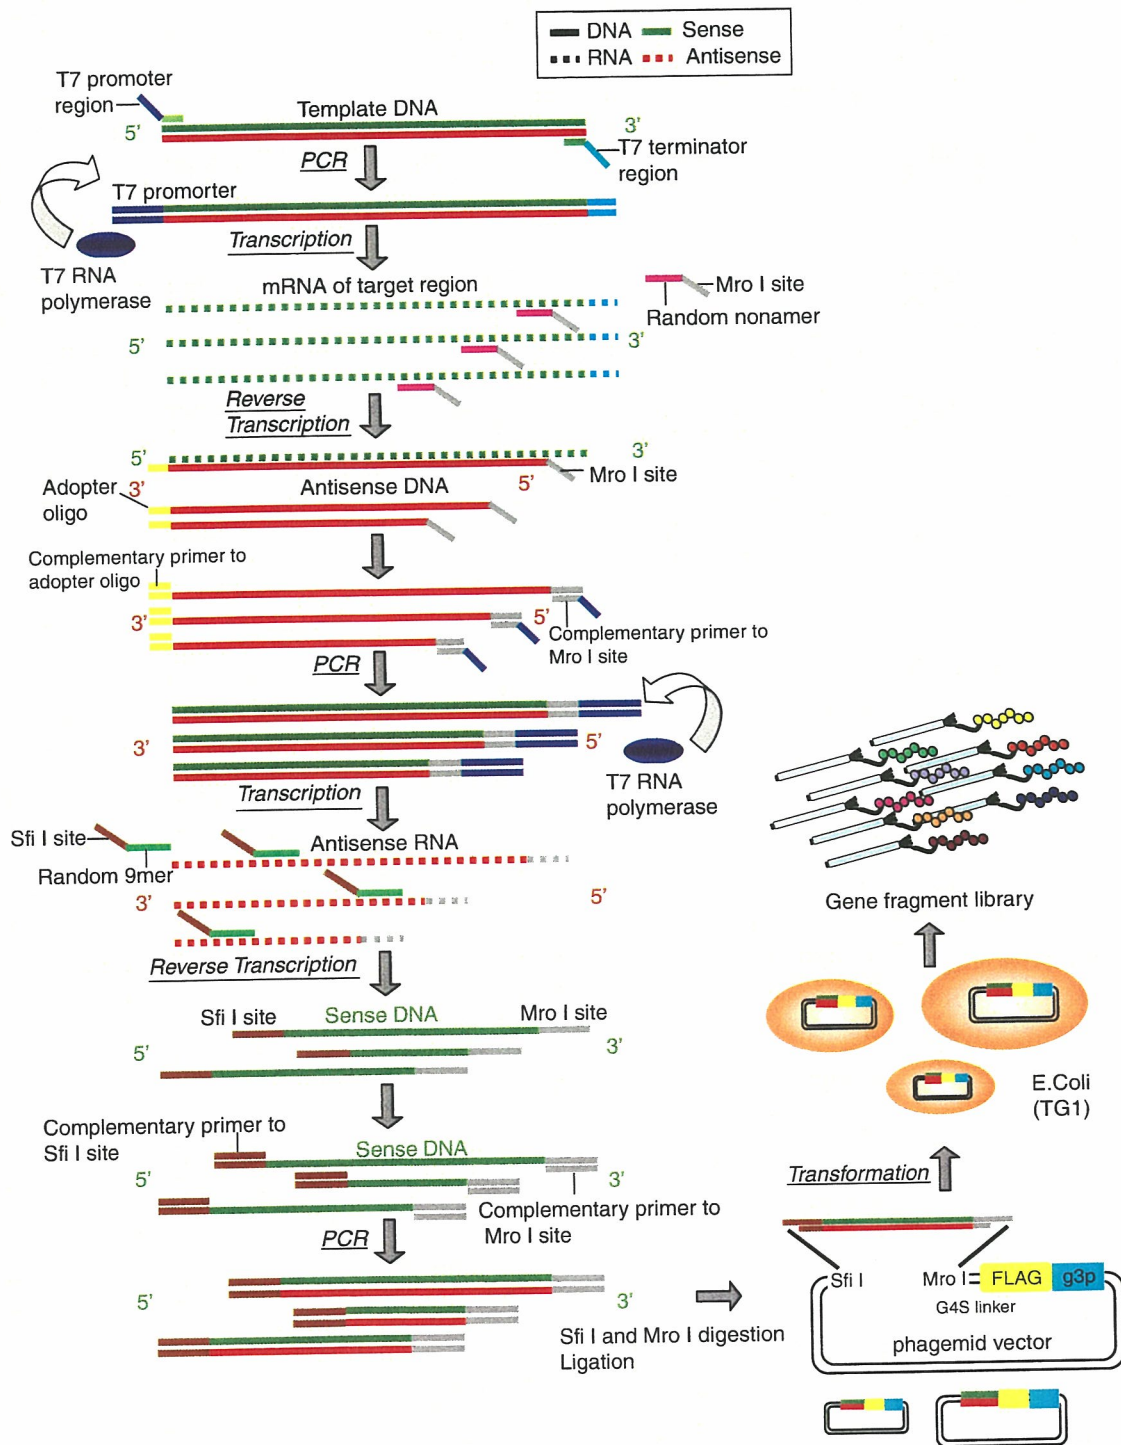 DNA Sense
RNA Antisense
T7 promoter
region
Template DNA
5'
3'
T7 terminator
region
PCR
T7 promoter
Transcription
T7 RNA
polymerase
mRNA of target region
Mro I site
Random nonamer
5'
3'
Reverse
Transcription
5'
3'
Mro I site
3'
5'
Adopter
oligo
Antisense DNA
Complementary primer to
adopter oligo
3'
5'
Complementary primer to
Mro I site
PCR
3'
5'
T7 RNA
polymerase
Transcription
Sfi I site
Antisense RNA
Random 9mer
3'
5'
Reverse Transcription
Sfi I site
Sense DNA
Mro I site
5'
3'
Complementary primer to
Sfi I site
Sense DNA
5'
3'
Complementary primer to
Mro I site
PCR
5'
3'
Sfi I and Mro I digestion
Ligation
Gene fragment library
E.Coli
(TG1)
Transformation
Sfi I
Mro I
FLAG
g3p
G4S linker
phagemid vector